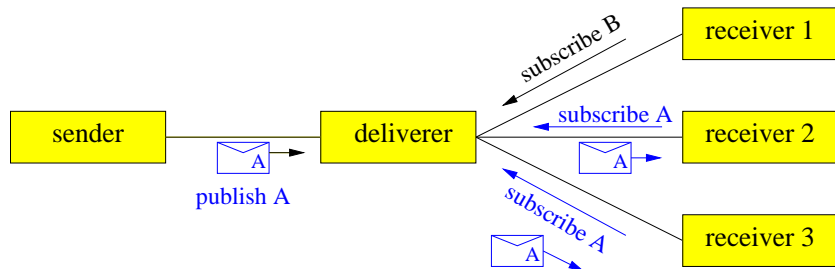 receiver 1
subscribe B
sender
deliverer
subscribe A
receiver 2
A
A
publish A
subscribe A
receiver 3
A